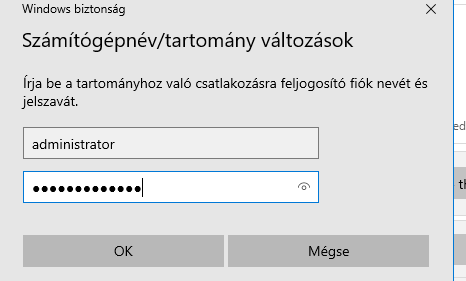 Windows biztonság
Számítógépnév/tartomány változások
Írja be a tartományhoz való csatlakozásra feljogosító fiók nevét és
jelszavát.
administrator
●●●●●●●●●●●●●
OK
Mégse